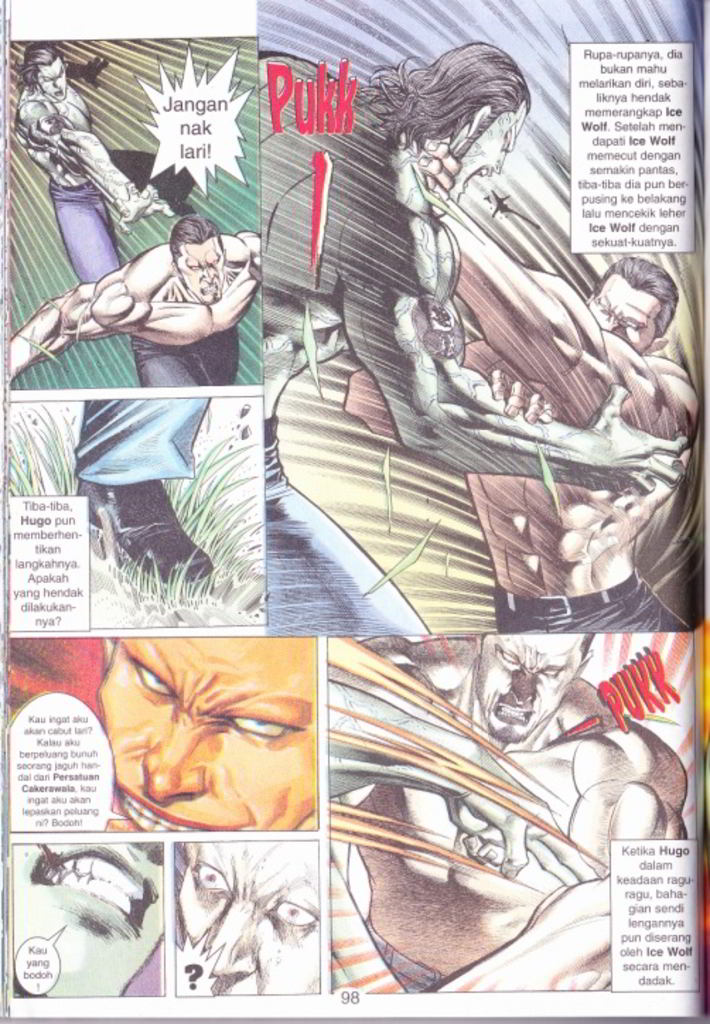 Jangan
nak
lari!
Pukk
!
Rupa-rupanya, dia
bukan mahu
melarikan diri, seba-
liknya hendak
memerangkap Ice
Wolf. Setelah men-
dapati Ice Wolf
memecut dengan
semakin pantas,
tiba-tiba dia pun ber-
pusing ke belakang
lalu mencekik leher
Ice Wolf dengan
sekuat-kuatnya.
Tiba-tiba
Hugo pun
memberhen-
tikan
langkahnya.
Apakah
yang hendak
dilakukan-
nya?
Kau ingat aku
akan cabut lari?
Kalau aku
berpeluang bunuh
seorang jaguh han-
dal dari Persatuan
Cakerawala, kau
ingat aku akan
lepaskan peluang
ni? Bodoh!
PUKK
!
Kau
yang
bodoh
!
?
Ketika Hugo
dalam
keadaan ragu-
ragu, baha-
gian sendi
lengannya
pun diserang
oleh Ice Wolf
secara men-
dadak.
98